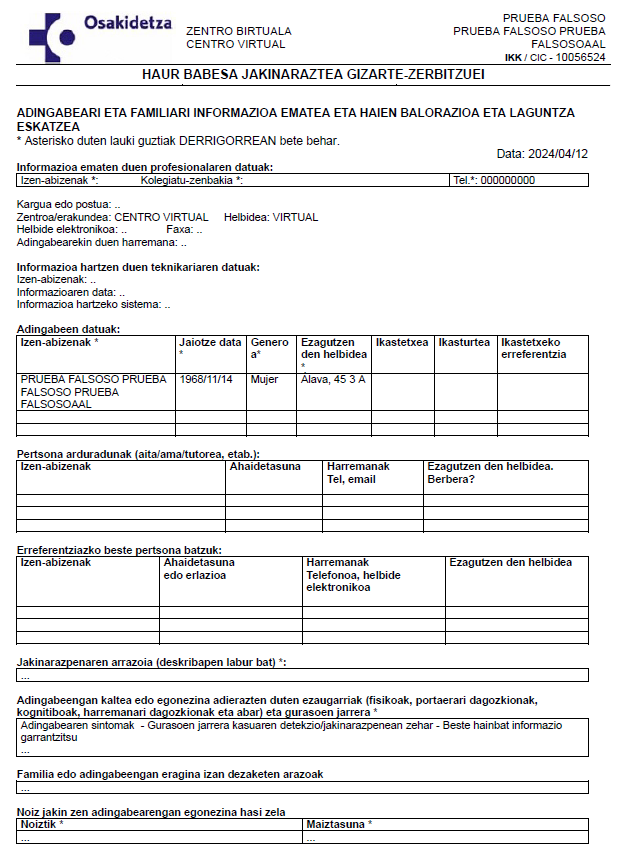 Osakidetza
ZENTRO BIRTUALA
CENTRO VIRTUAL
PRUEBA FALSOSO
PRUEBA FALSOSO PRUEBA
FALSOSOAAL
IKK / CIC - 10056524
HAUR BABESA JAKINARAZTEA GIZARTE-ZERBITZUEI
ADINGABEARI ETA FAMILIARI INFORMAZIOA EMATEA ETA HAIEN BALORAZIOA ETA LAGUNTZA
ESKATZEA
* Asterisko duten lauki guztiak DERRIGORREAN bete behar.
Data: 2024/04/12
Informazioa ematen duen profesionalaren datuak:
Izen-abizenak *: Kolegiatu-zenbakia *: Tel.*: 000000000
Kargua edo postua: ..
Zentroa/erakundea: CENTRO VIRTUAL Helbidea: VIRTUAL
Helbide elektronikoa: .. Faxa: ..
Adingabearekin duen harremana: ..
Informazioa hartzen duen teknikariaren datuak:
Izen-abizenak: ..
Informazioaren data: ..
Informazioa hartzeko sistema: ..
Adingabeen datuak:
Izen-abizenak * Jaiotze data Genero Ezagutzen Ikastetxea Ikasturtea Ikastetxeko
* a* den helbidea erreferentzia
*
PRUEBA FALSOSO PRUEBA 1968/11/14 Mujer Álava, 45 3 A
FALSOSO PRUEBA
FALSOSOAAL
Pertsona arduradunak (aita/ama/tutorea, etab.):
Izen-abizenak Ahaidetasuna Harremanak Ezagutzen den helbidea.
Tel, email Berbera?
Erreferentziazko beste pertsona batzuk:
Izen-abizenak Ahaidetasuna Harremanak Ezagutzen den helbidea
edo erlazioa Telefonoa, helbide
elektronikoa
Jakinarazpenaren arrazoia (deskribapen labur bat) *:
...
Adingabeengan kaltea edo egonezina adierazten duten ezaugarriak (fisikoak, portaerari dagozkionak,
kognitiboak, harremanari dagozkionak eta abar) eta gurasoen jarrera *
Adingabearen sintomak - Gurasoen jarrera kasuaren detekzio/jakinarazpenean zehar - Beste hainbat informazio
garrantzitsu
...
Familia edo adingabeengan eragina izan dezaketen arazoak
...
Noiz jakin zen adingabearengan egonezina hasi zela
Noiztik * Maiztasuna *
... ...